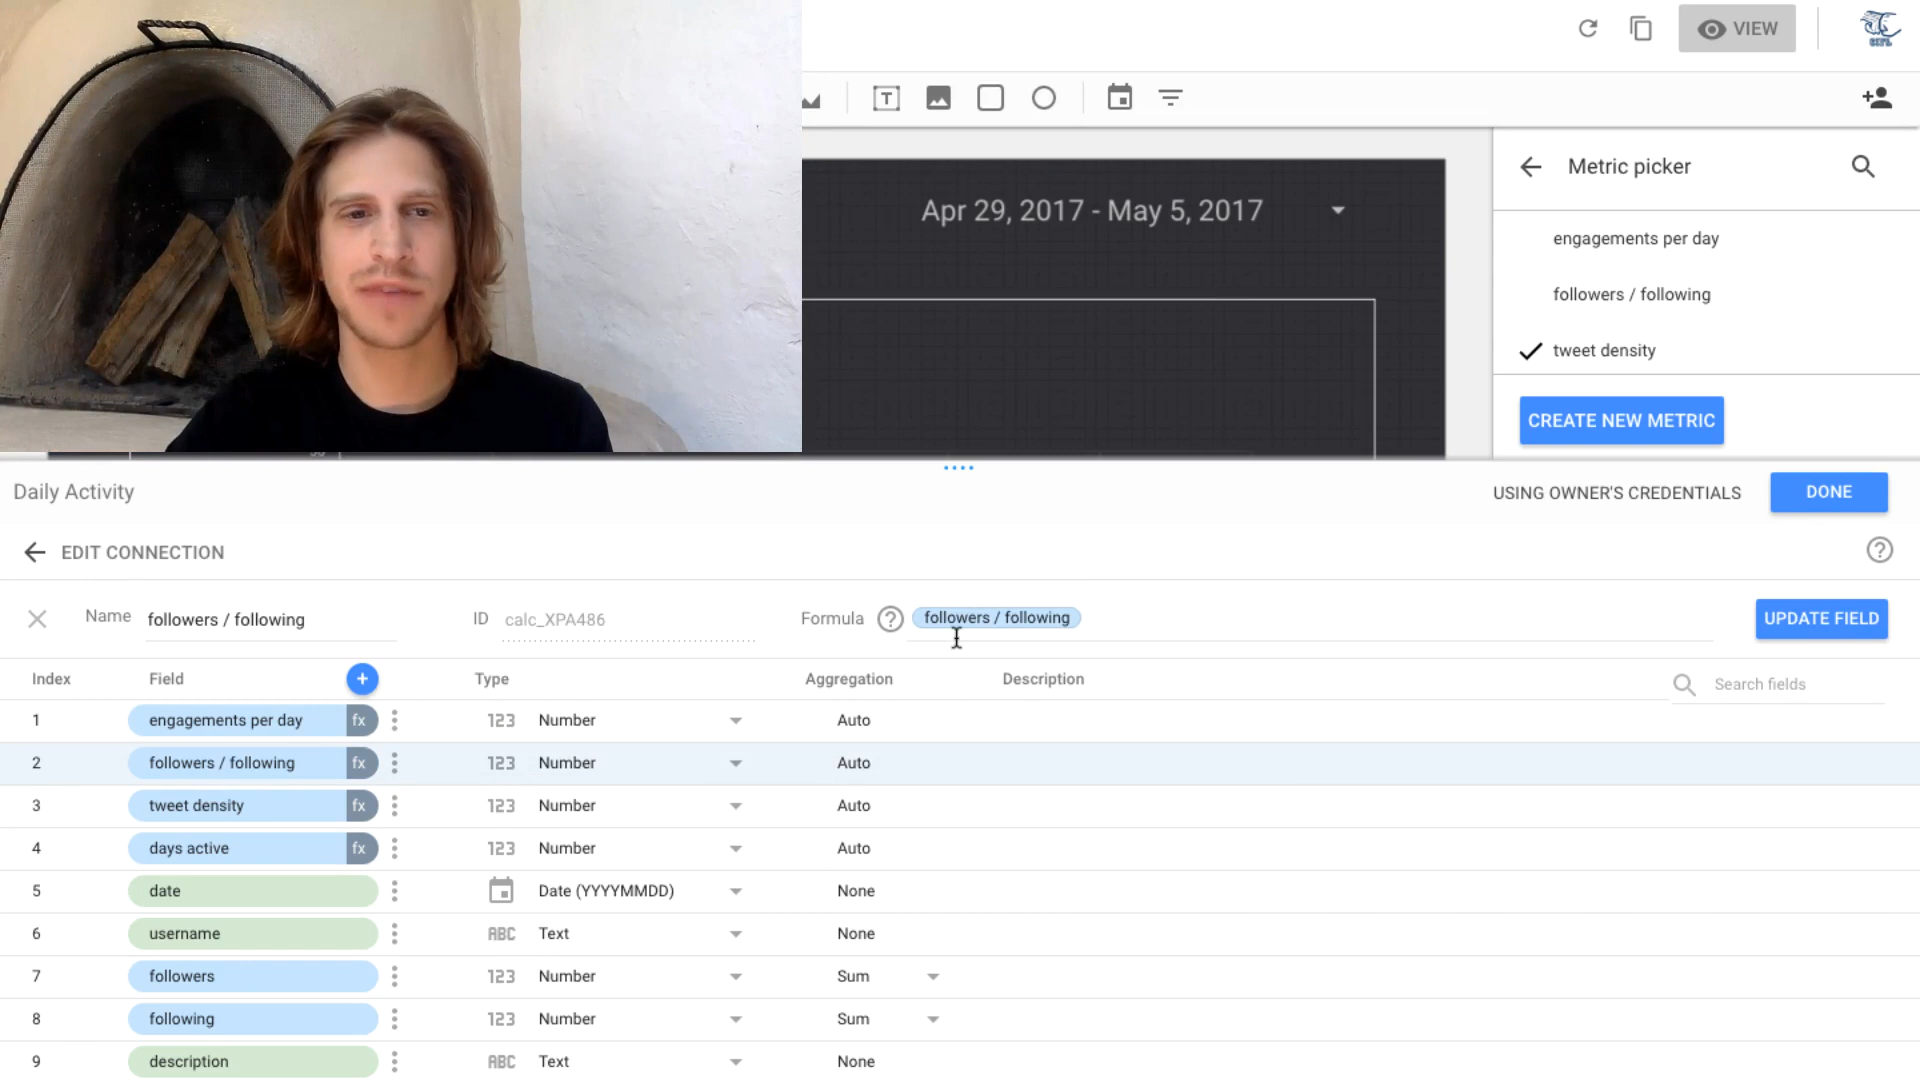 VIEW
Apr 29, 2017 - May 5, 2017
Metric picker
engagements per day
followers / following
tweet density
CREATE NEW METRIC
Daily Activity
USING OWNER'S CREDENTIALS
DONE
EDIT CONNECTION
Name followers / following ID calc_XPA486 Formula followers / following UPDATE FIELD
Index Field Type Aggregation Description Search fields
1 engagements per day fx 123 Number Auto
2 followers / following fx 123 Number Auto
3 tweet density fx 123 Number Auto
4 days active fx 123 Number Auto
5 date Date (YYYYMMDD) None
6 username ABC Text None
7 followers 123 Number Sum
8 following 123 Number Sum
9 description ABC Text None